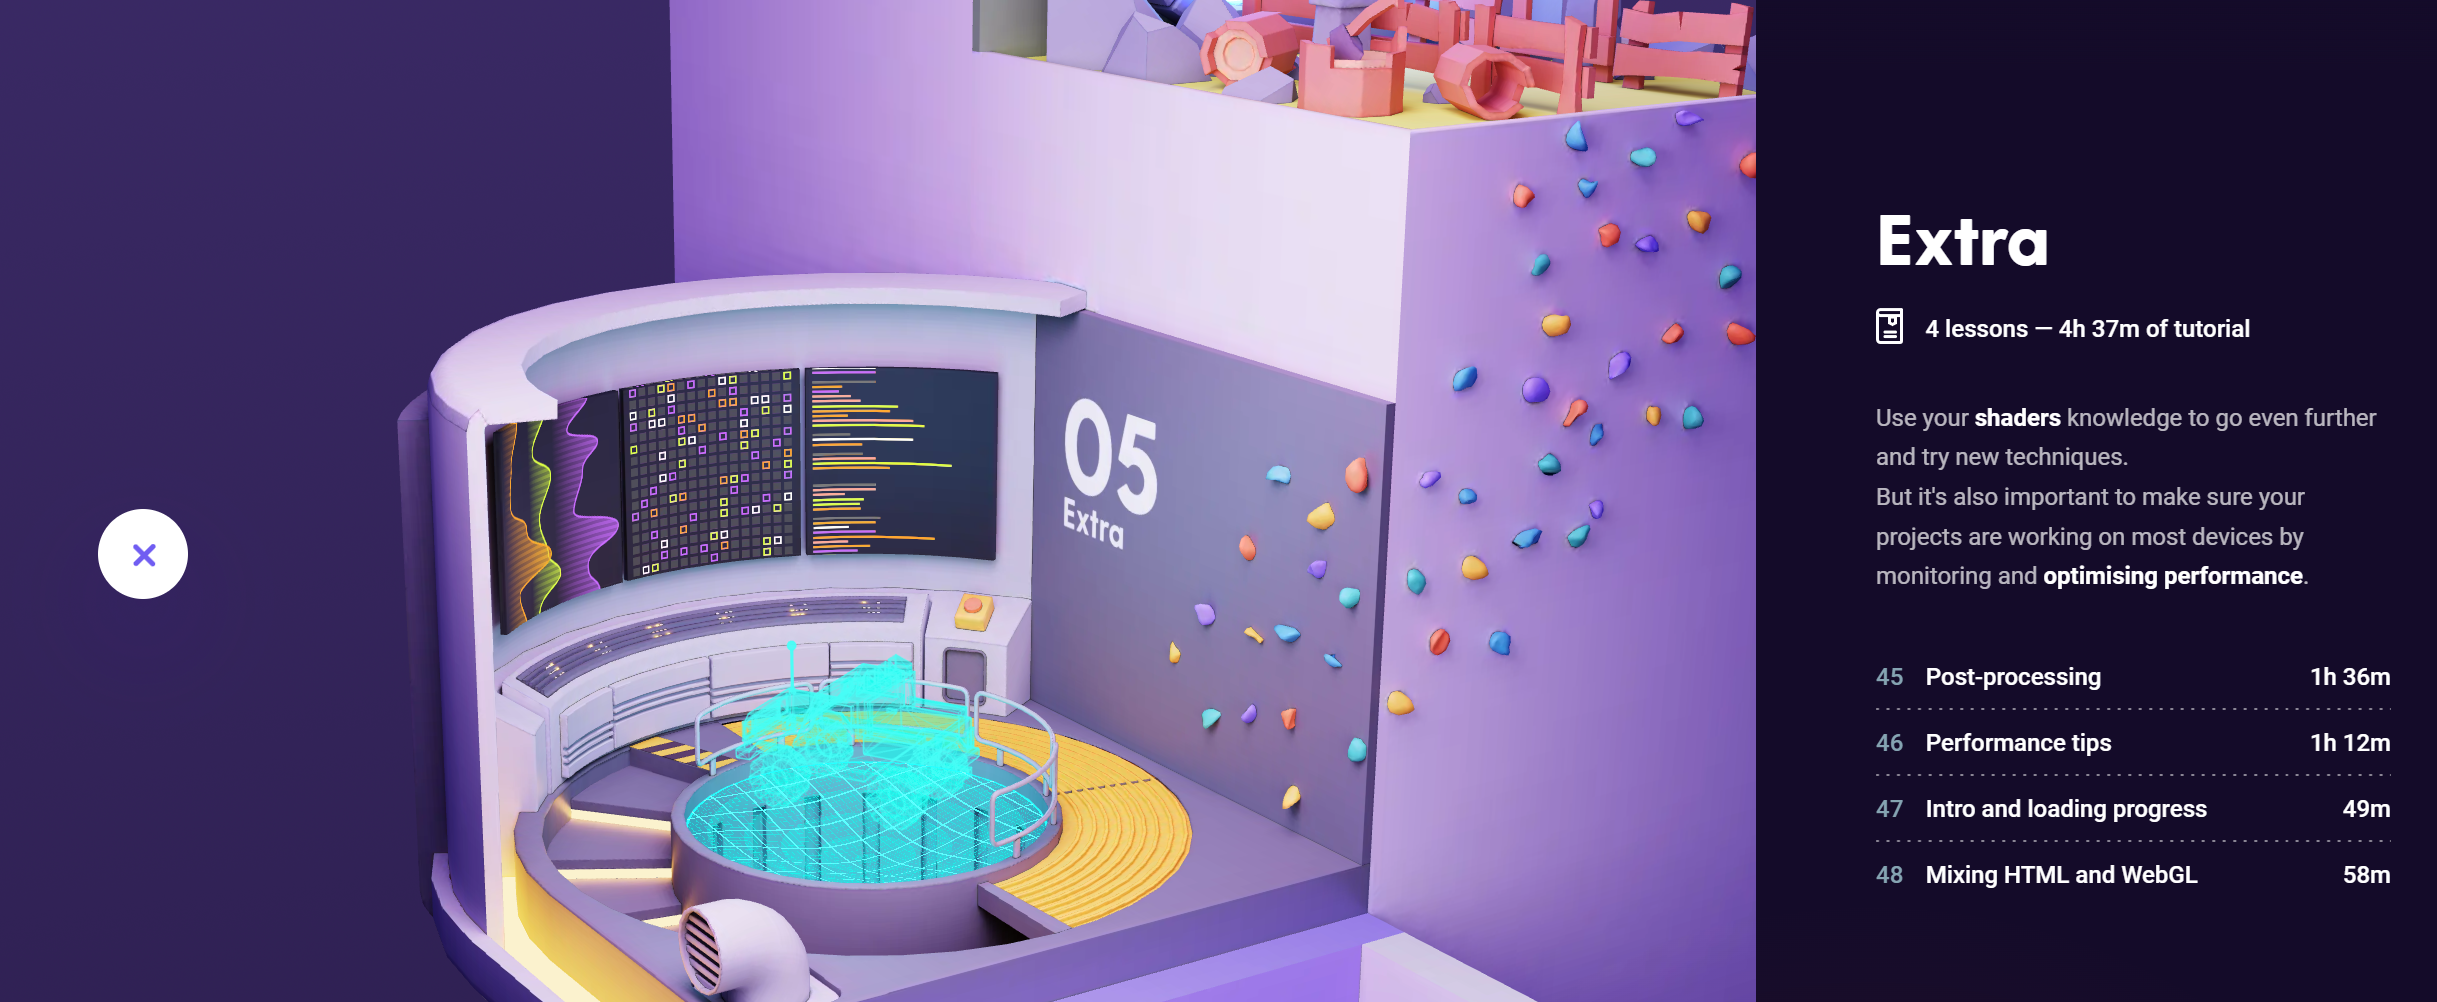 05
Extra
Extra
4 lessons — 4h 37m of tutorial
Use your shaders knowledge to go even further
and try new techniques.
But it's also important to make sure your
projects are working on most devices by
monitoring and optimising performance.
45 Post-processing 1h 36m
46 Performance tips 1h 12m
47 Intro and loading progress 49m
48 Mixing HTML and WebGL 58m